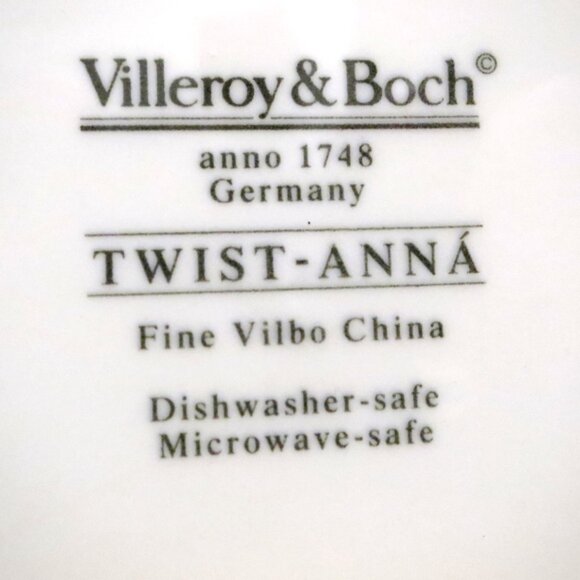 Villeroy & Boch©
anno 1748
Germany
TWIST-ANNÁ
Fine Vilbo China
Dishwasher-safe
Microwave-safe